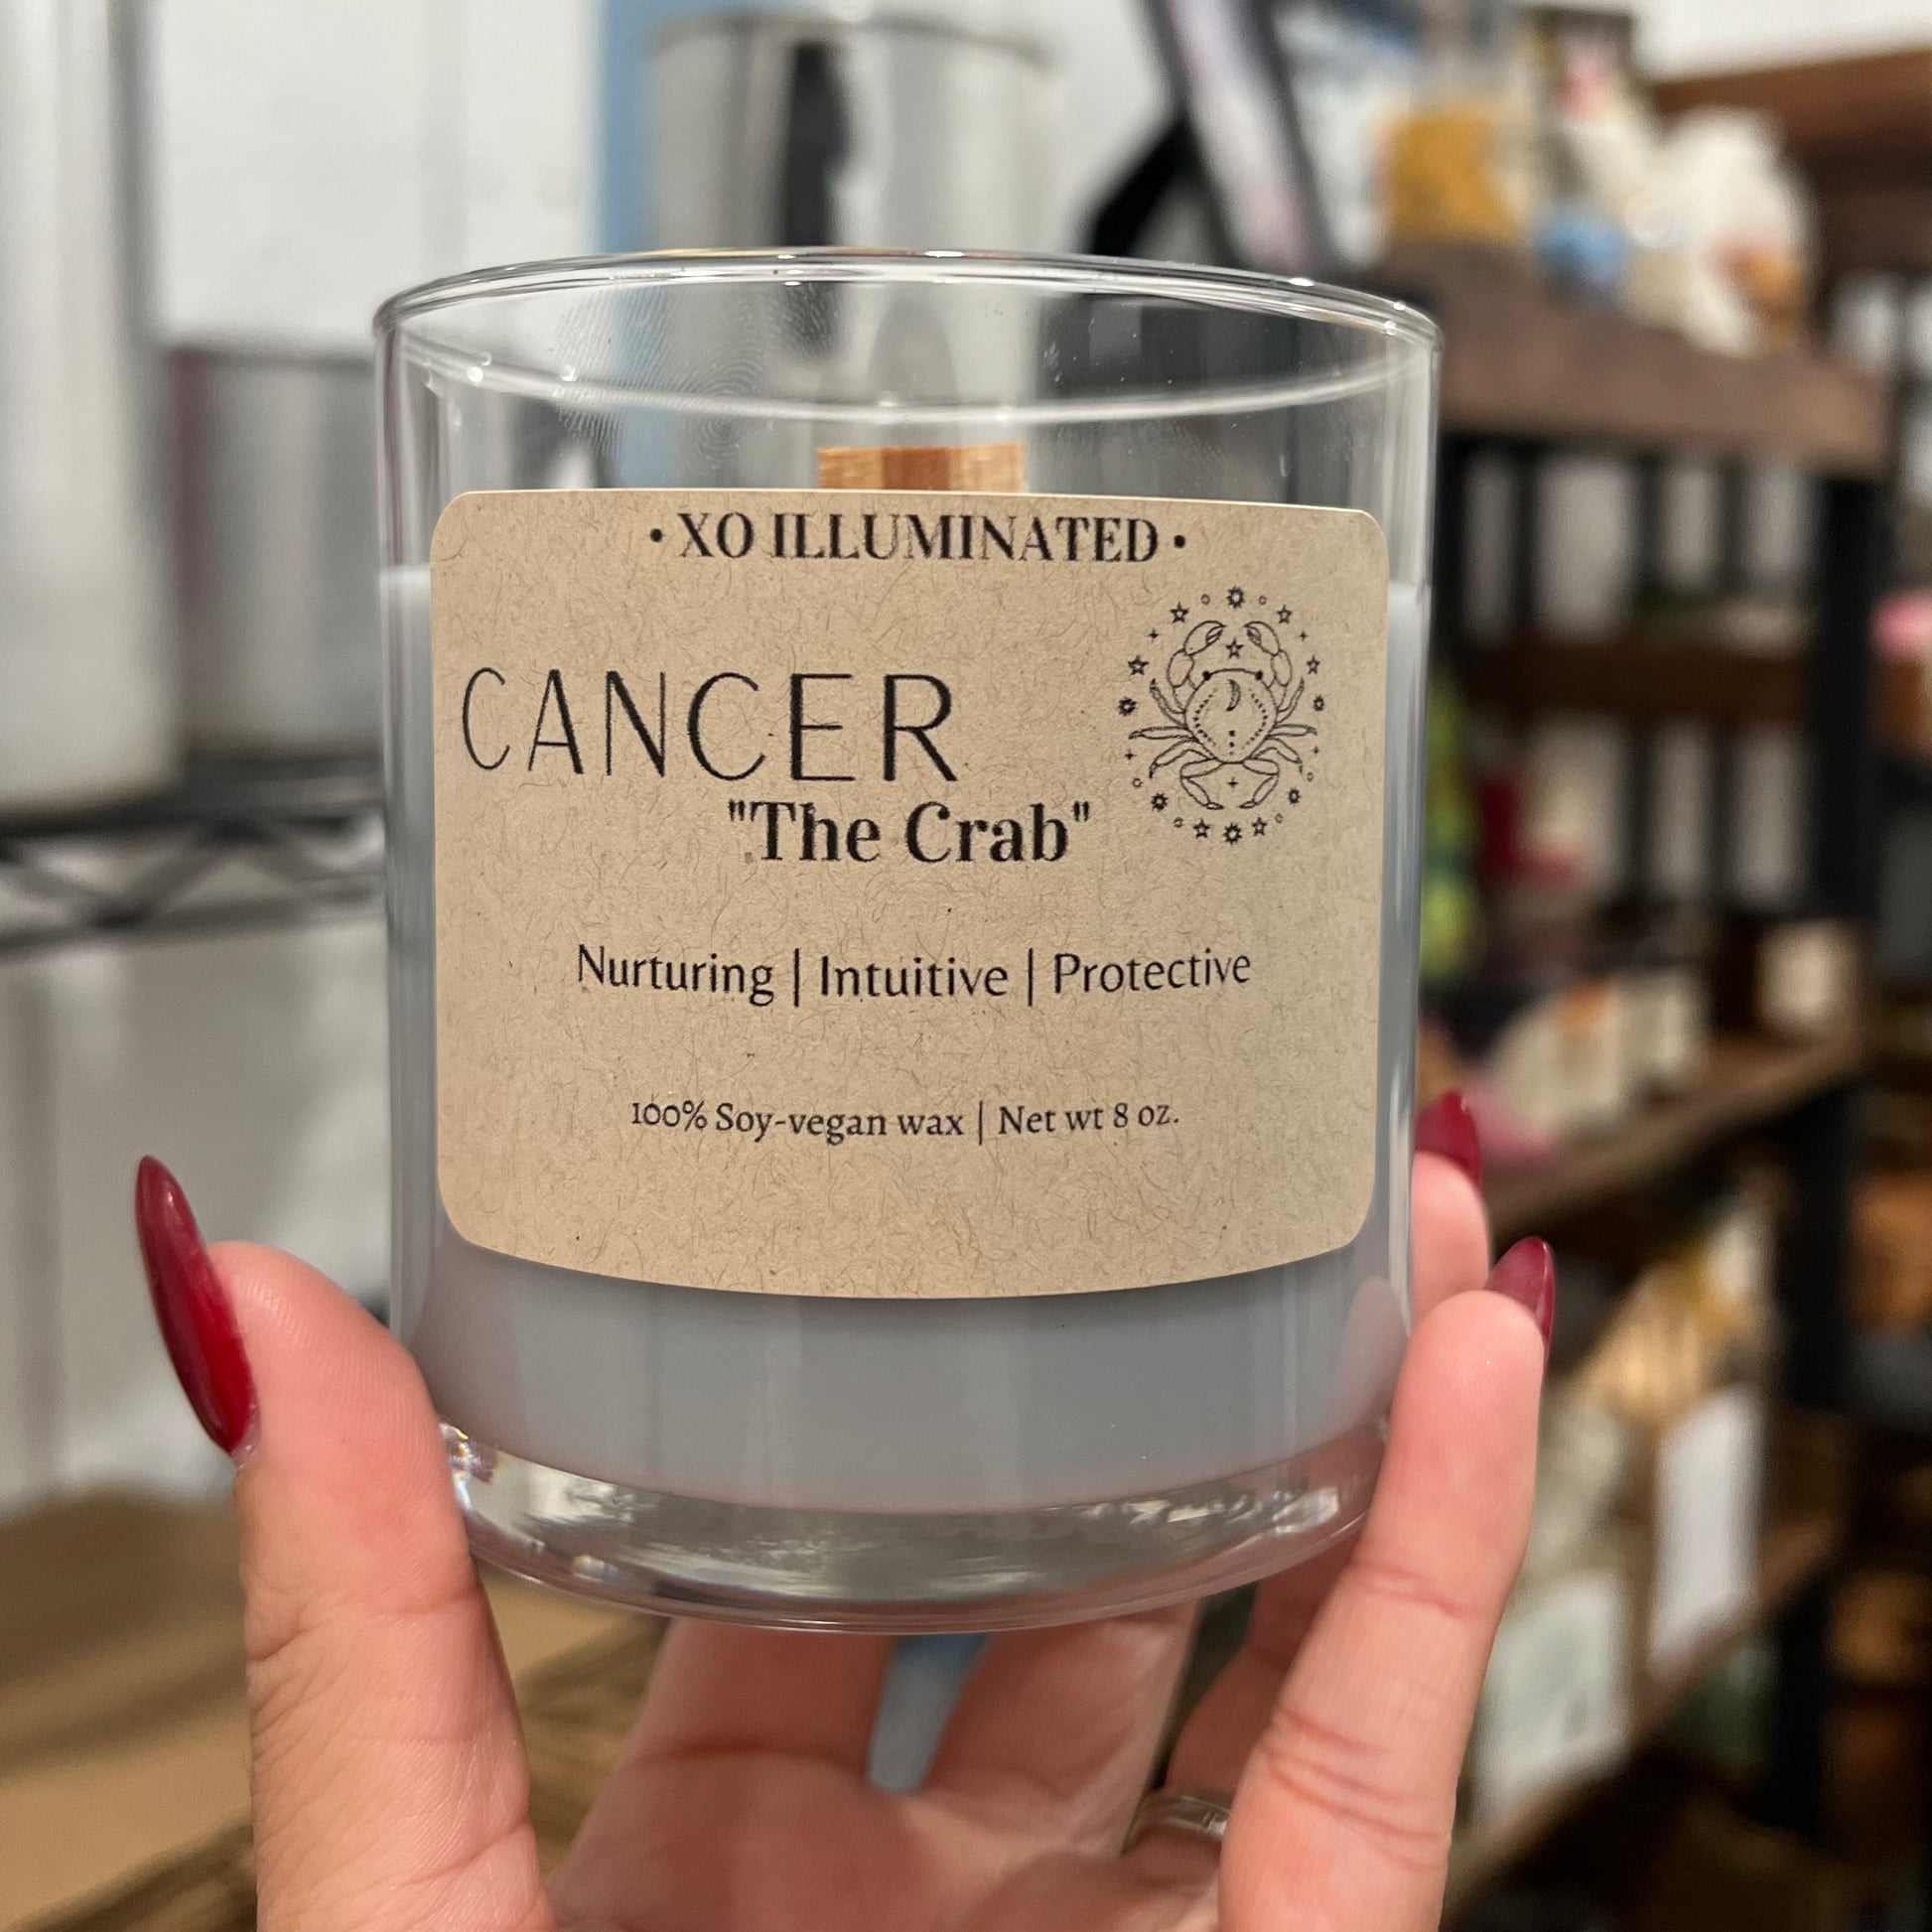 • XO ILLUMINATED •
CANCER
"The Crab"
Nurturing | Intuitive | Protective
100% Soy-vegan wax | Net wt 8 oz.